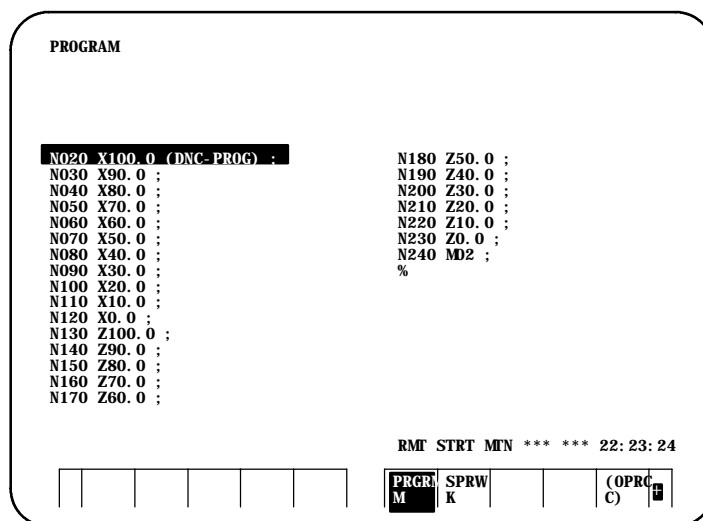 PROGRAM
N020 X100.0 (DNC-PROG) ;
N030 X90.0 ;
N040 X80.0 ;
N050 X70.0 ;
N060 X60.0 ;
N070 X50.0 ;
N080 X40.0 ;
N090 X30.0 ;
N100 X20.0 ;
N110 X10.0 ;
N120 X0.0 ;
N130 Z100.0 ;
N140 Z90.0 ;
N150 Z80.0 ;
N160 Z70.0 ;
N170 Z60.0 ;
N180 Z50.0 ;
N190 Z40.0 ;
N200 Z30.0 ;
N210 Z20.0 ;
N220 Z10.0 ;
N230 Z0.0 ;
N240 M02 ;
%
RMT STRT MTN *** *** 22:23:24
PRGRM SPRW (OPRC +
M K C)